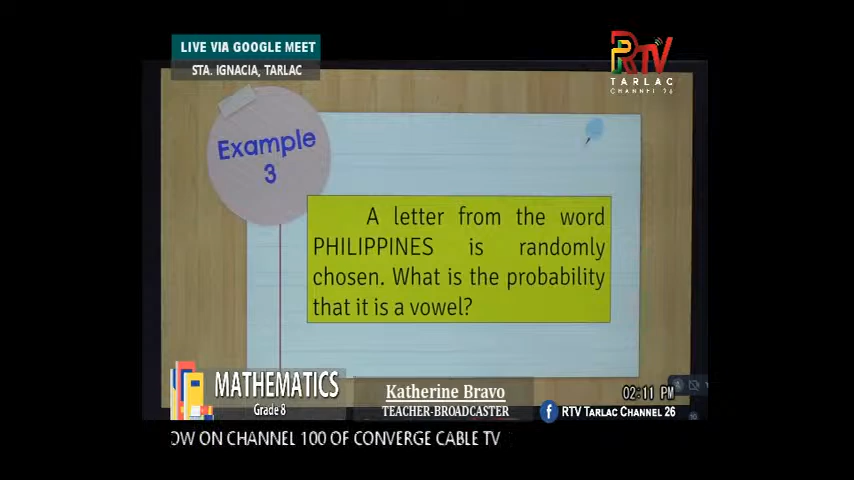 LIVE VIA GOOGLE MEET
STA. IGNACIA, TARLAC
RTV
TARLAC
CHANNEL 26
Example
3
A letter from the word
PHILIPPINES is randomly
chosen. What is the probability
that it is a vowel?
MATHEMATICS
Grade 8
Katherine Bravo
TEACHER-BROADCASTER
02:11 PM
RTV TARLAC CHANNEL 26
OW ON CHANNEL 100 OF CONVERGE CABLE TV